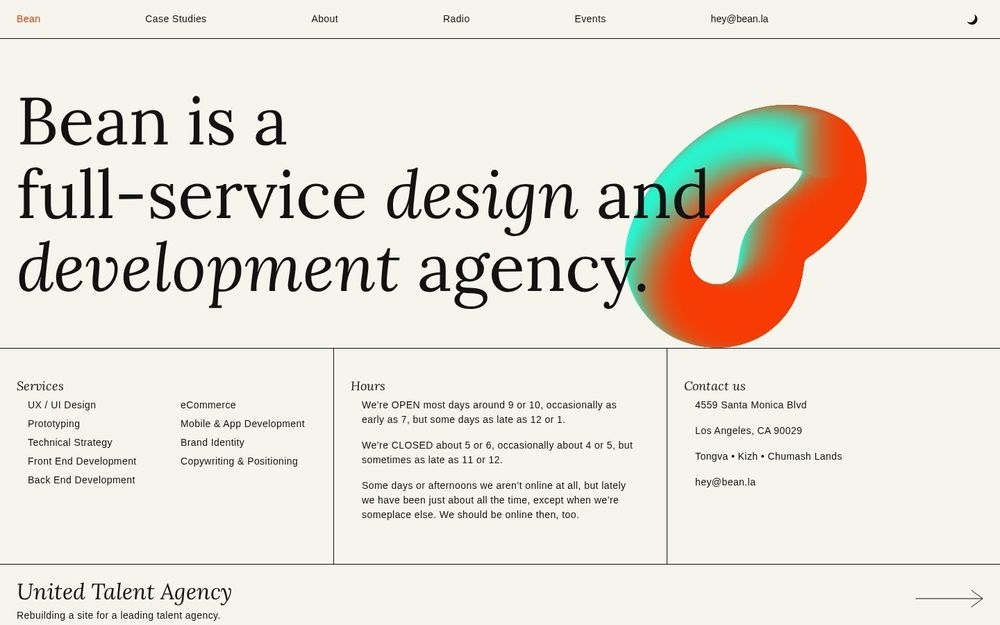 Bean
Case Studies
About
Radio
Events
hey@bean.la
Bean is a
full-service design and
development agency.
Services
UX / UI Design
Prototyping
Technical Strategy
Front End Development
Back End Development
eCommerce
Mobile & App Development
Brand Identity
Copywriting & Positioning
Hours
We’re OPEN most days around 9 or 10, occasionally as
early as 7, but some days as late as 12 or 1.
We’re CLOSED about 5 or 6, occasionally about 4 or 5, but
sometimes as late as 11 or 12.
Some days or afternoons we aren’t online at all, but lately
we have been just about all the time, except when we’re
someplace else. We should be online then, too.
Contact us
4559 Santa Monica Blvd
Los Angeles, CA 90029
Tongva • Kizh • Chumash Lands
hey@bean.la
United Talent Agency
Rebuilding a site for a leading talent agency.